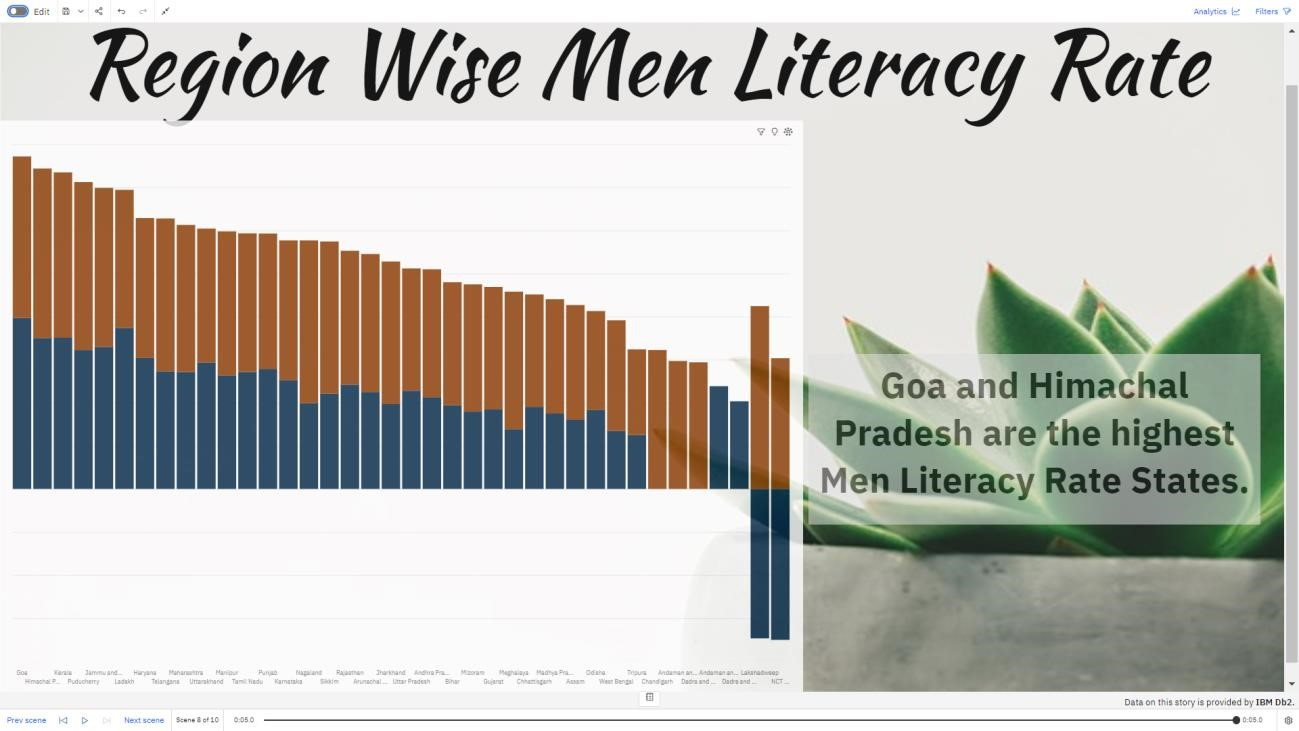 Edit
Analytics
Filters
Region Wise Men Literacy Rate
Goa and Himachal
Pradesh are the highest
Men Literacy Rate States.
Goa Kerala Jammu and... Haryana Maharashtra Manipur Punjab Nagaland Rajasthan Jharkhand Andhra Pra... Mizoram Meghalaya Madhya Pra... Odisha Tripura Andaman an... Andaman an... Lakshadweep
Himachal P... Puducherry Ladakh Telangana Uttarakhand Tamil Nadu Karnataka Sikkim Arunachal ... Uttar Pradesh Bihar Gujarat Chhattisgarh Assam West Bengal Chandigarh Dadra and ... Dadra and ... NCT ...
Data on this story is provided by IBM Db2.
Prev scene Next scene Scene 8 of 10 0:05.0 0:05.0